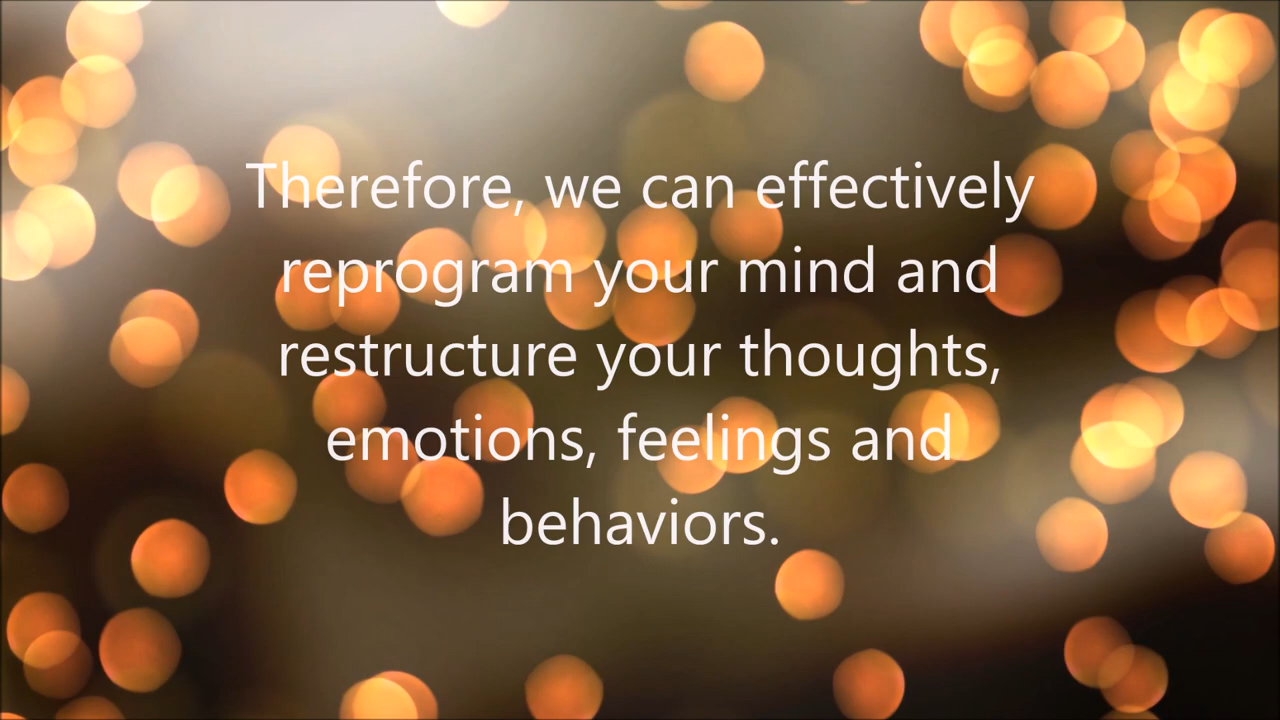 Therefore, we can effectively
reprogram your mind and
restructure your thoughts,
emotions, feelings and
behaviors.